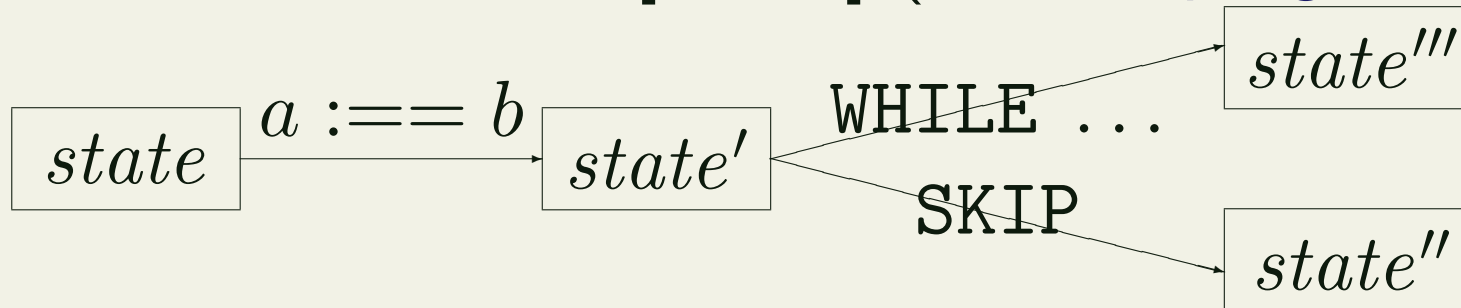 state'''
a :== b
WHILE ...
state
state'
SKIP
state''